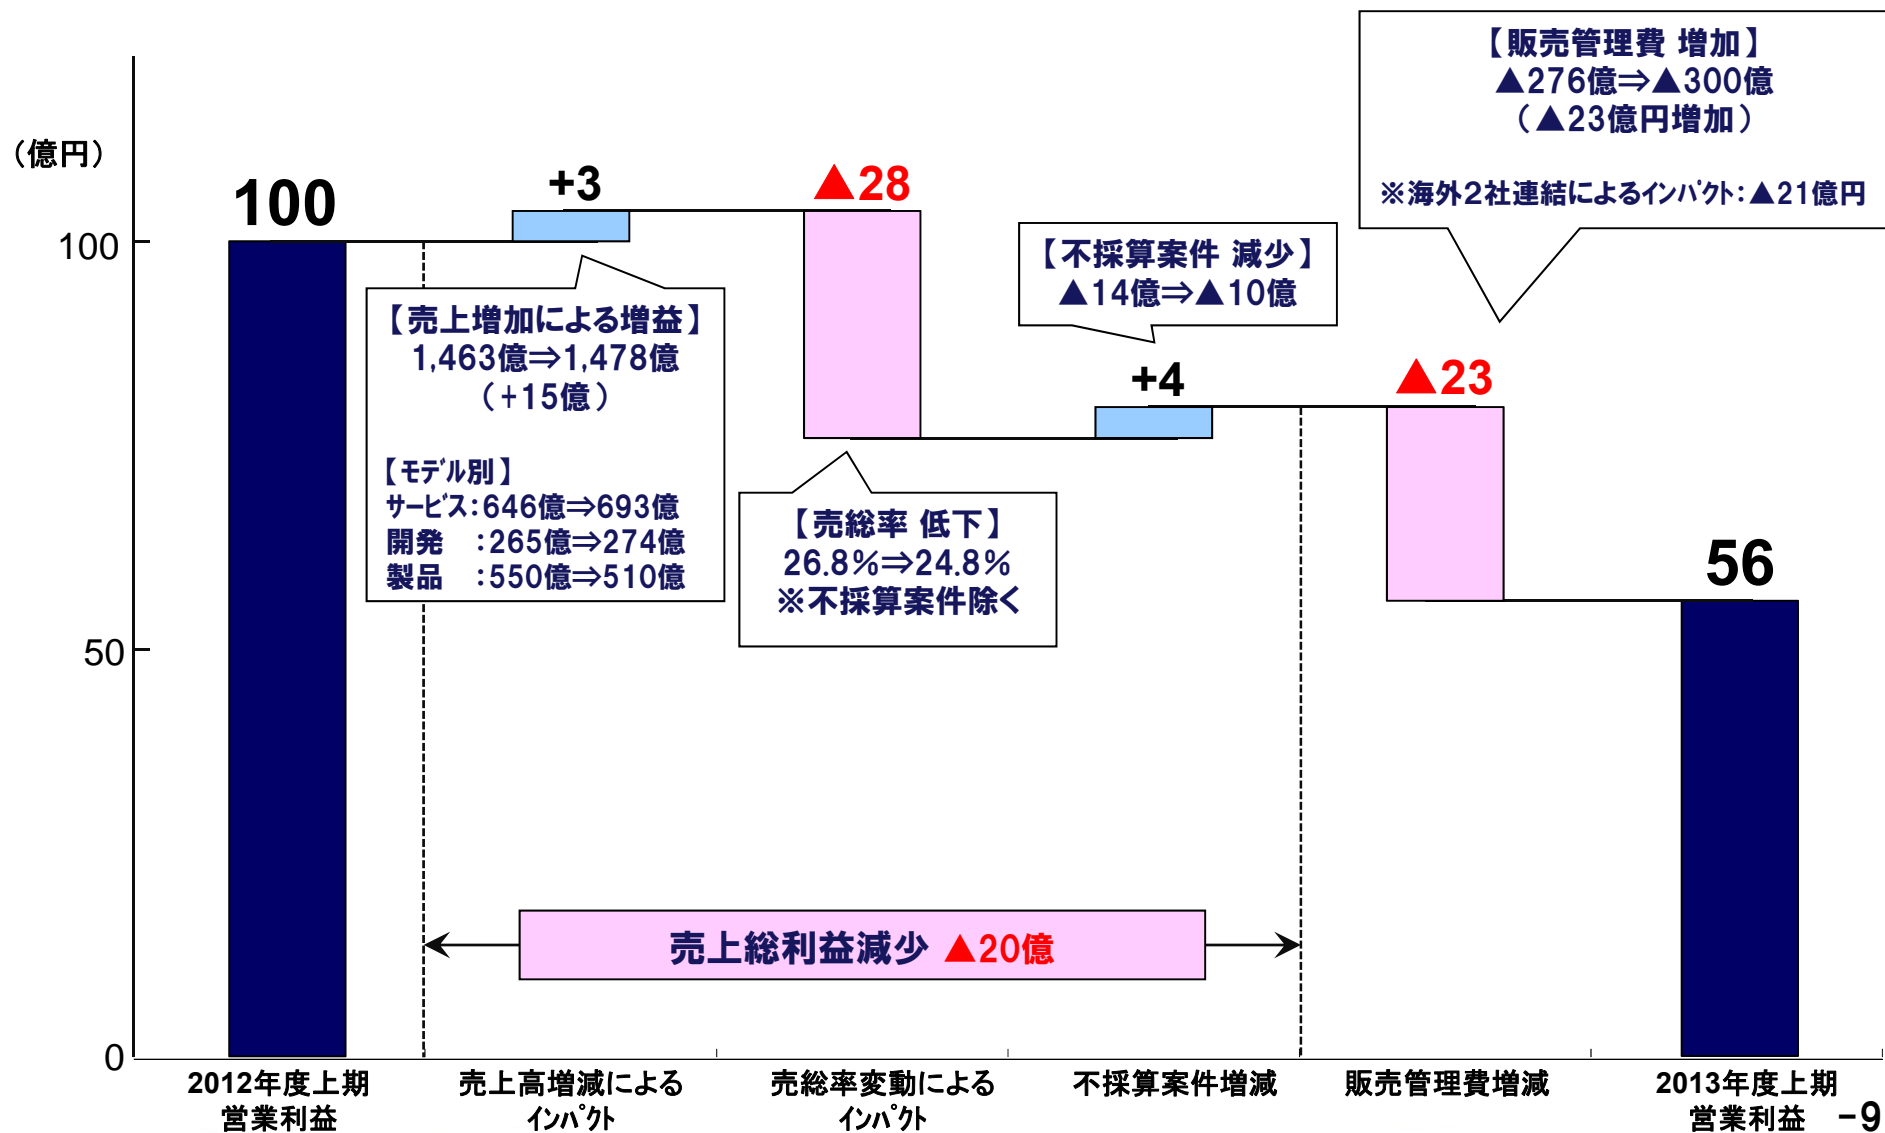 【販売管理費 増加】
▲276億⇒▲300億
（▲23億円増加）
※海外２社連結によるインパクト：▲21億円
（億円）
100
+3
▲28
100
【不採算案件 減少】
▲14億⇒▲10億
【売上増加による増益】
1,463億⇒1,478億
（+15億）
【モデル別】
サービス：646億⇒693億
開発　：265億⇒274億
製品　：550億⇒510億
+4
▲23
【売総率 低下】
26.8%⇒24.8%
※不採算案件除く
56
50
売上総利益減少 ▲20億
0
2012年度上期
営業利益
売上高増減による
インパクト
売総率変動による
インパクト
不採算案件増減
販売管理費増減
2013年度上期
営業利益
-9